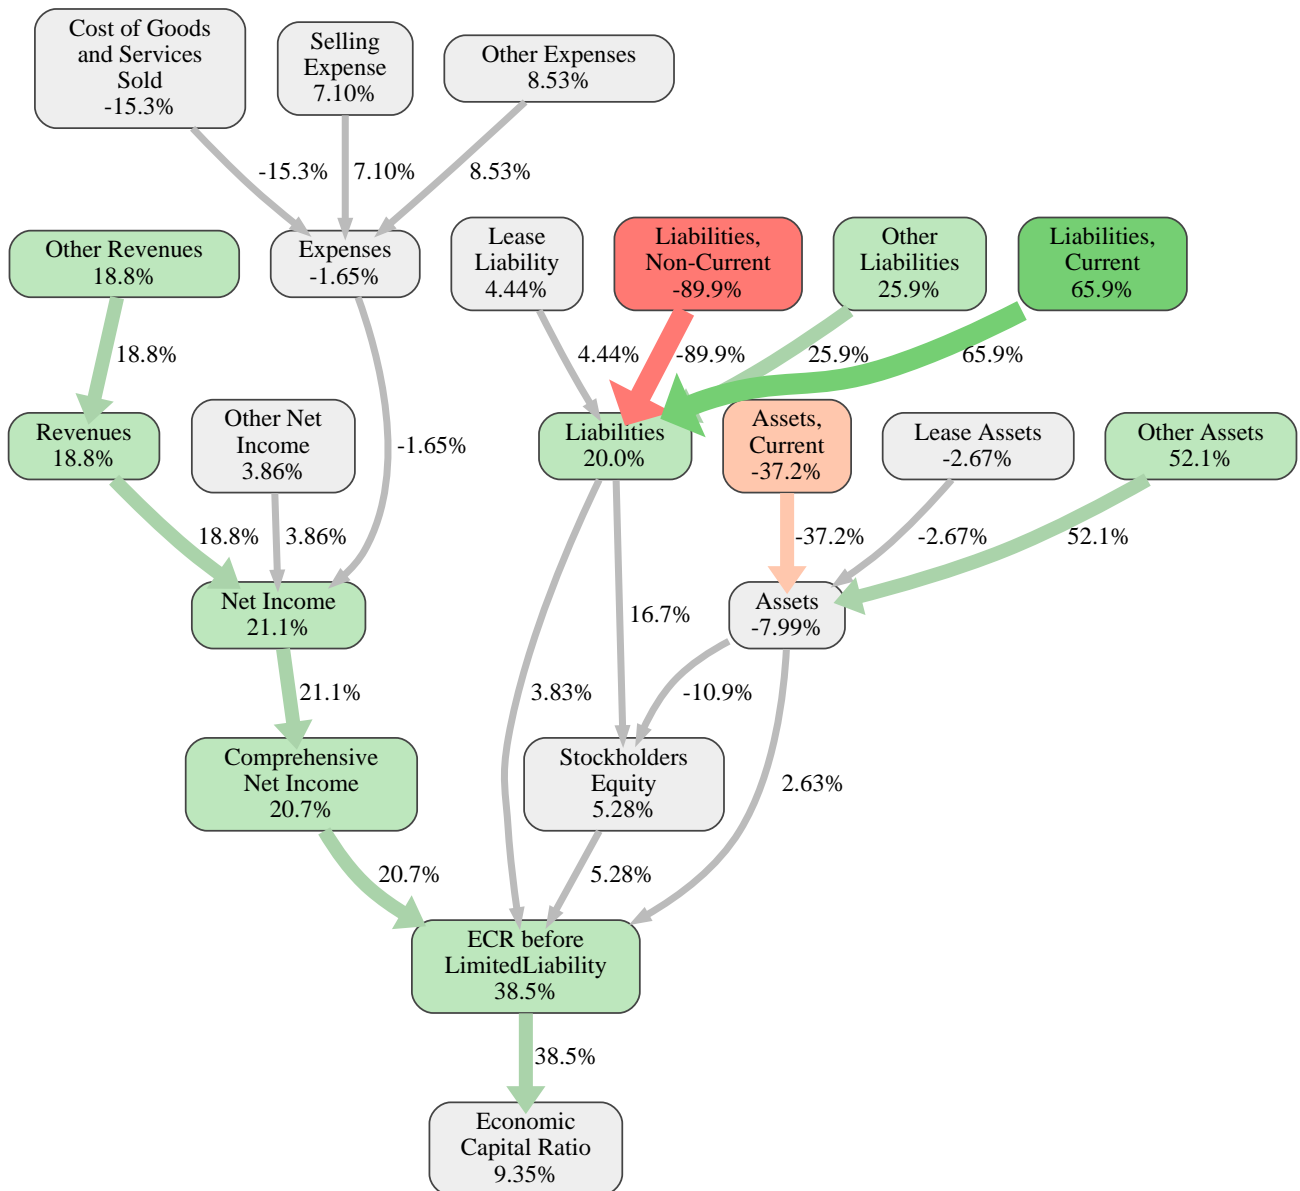 Cost of Goods
and Services
Sold
-15.3%
Selling
Expense
7.10%
Other Expenses
8.53%
-15.3%
7.10%
8.53%
Other Revenues
18.8%
Expenses
-1.65%
Lease
Liability
4.44%
Liabilities,
Non-Current
-89.9%
Other
Liabilities
25.9%
Liabilities,
Current
65.9%
18.8%
4.44%
-89.9%
25.9%
65.9%
Revenues
18.8%
Other Net
Income
3.86%
-1.65%
Liabilities
20.0%
Assets,
Current
-37.2%
Lease Assets
-2.67%
Other Assets
52.1%
18.8%
3.86%
-37.2%
-2.67%
52.1%
Net Income
21.1%
16.7%
Assets
-7.99%
21.1%
3.83%
-10.9%
Comprehensive
Net Income
20.7%
Stockholders
Equity
5.28%
2.63%
20.7%
5.28%
ECR before
LimitedLiability
38.5%
38.5%
Economic
Capital Ratio
9.35%